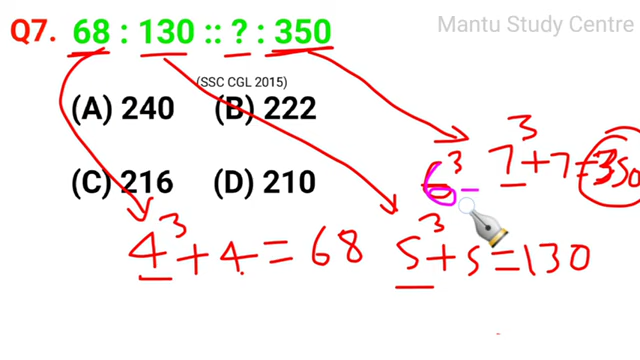 Mantu Study Centre
Q7. 68 : 130 :: ? : 350
(SSC CGL 2015)
(A) 240 (B) 222
(C) 216 (D) 210
6³ -
7³ + 7 = 350
4³ + 4 = 68
5³ + 5 = 130